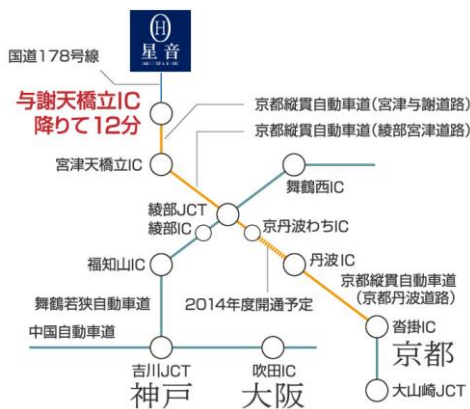 星音
国道178号線
与謝天橋立IC
降りて12分
京都縦貫自動車道(宮津与謝道路)
京都縦貫自動車道(綾部宮津道路)
宮津天橋立IC
舞鶴西IC
綾部JCT
綾部IC
京丹波わちIC
福知山IC
丹波IC
舞鶴若狭自動車道
2014年度開通予定
京都縦貫自動車道
(京都丹波道路)
中国自動車道
沓掛IC
京都
吉川JCT
神戸
吹田IC
大阪
大山崎JCT